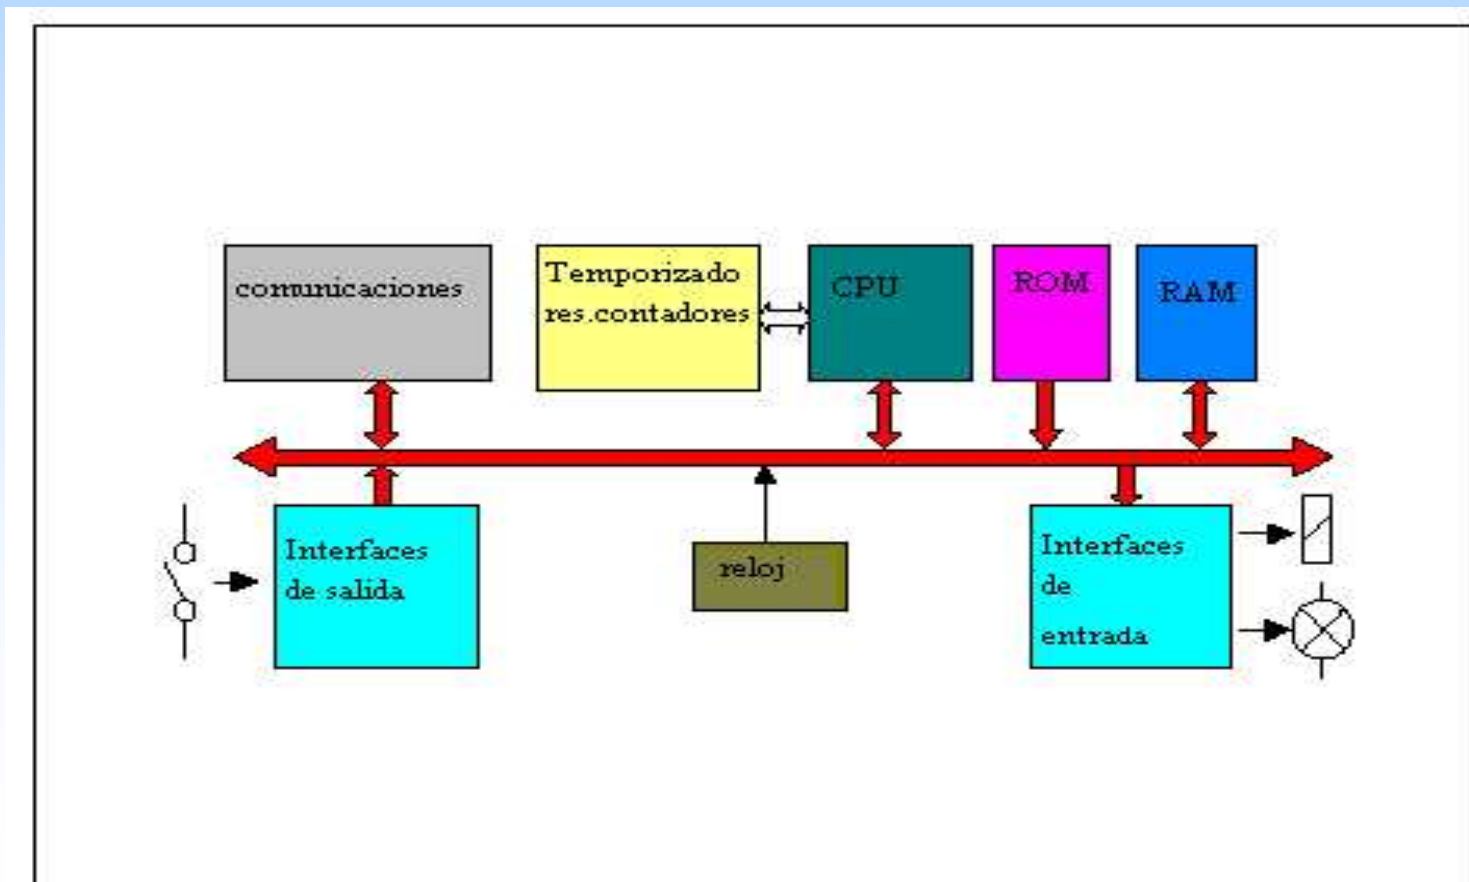 comunicaciones
Temporizado
res.contadores
CPU
ROM
RAM
Interfaces
de salida
reloj
Interfaces
de
entrada